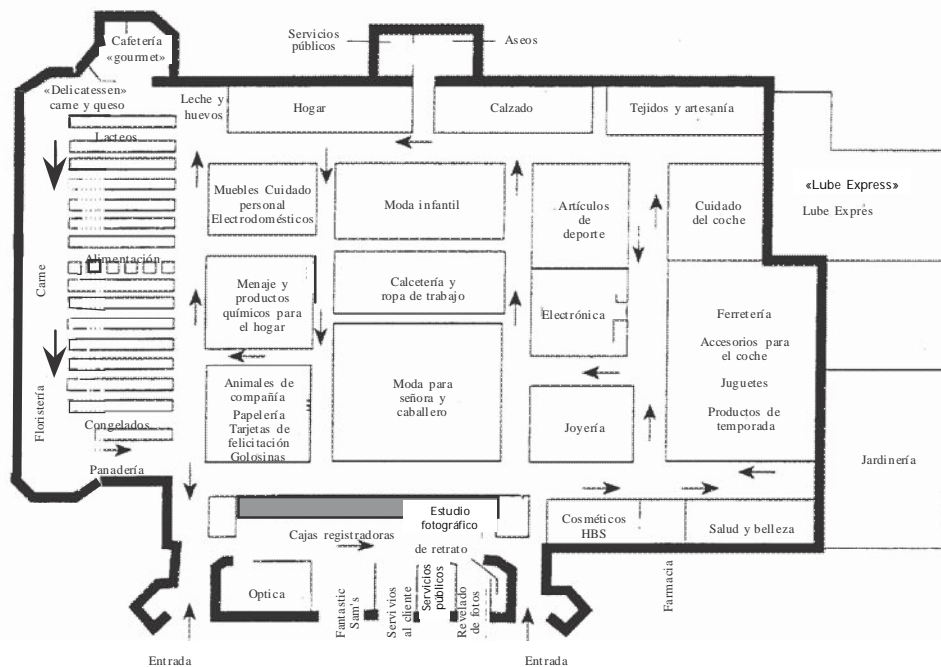 Servicios
públicos
Aseos
Cafetería
«gourmet»
«Delicatessen»
carne y queso
Leche y
huevos
Hogar
Calzado
Tejidos y artesanía
Lacteos
Muebles Cuidado
personal
Electrodomésticos
Moda infantil
Artículos
de
deporte
Cuidado
del coche
«Lube Express»
Lube Exprés
Alimentación
Carne
Menaje y
productos
químicos para
el hogar
Calcetería y
ropa de trabajo
Electrónica
Ferretería
Accesorios para
el coche
Juguetes
Productos de
temporada
Floristería
Animales de
compañía
Papelería
Tarjetas de
felicitación
Golosinas
Moda para
señora y
caballero
Joyería
Jardinería
Congelados
Panadería
Cajas registradoras
Estudio
fotográfico
de retrato
Cosméticos
HBS
Salud y belleza
Farmacia
Optica
Fantastic
Sam's
Servivios
al cliente
Servicios
públicos
Revelado
de fotos
Entrada
Entrada